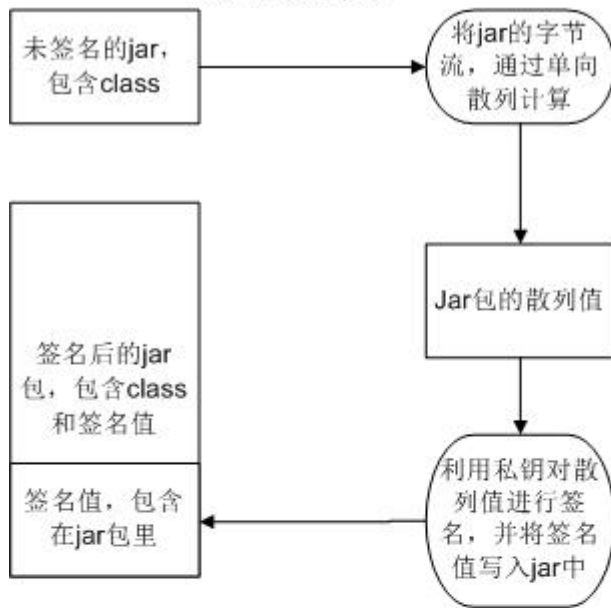 未签名的jar，
包含class
将jar的字节
流，通过单向
散列计算
Jar包的散列值
利用私钥对散
列值进行签
名，并将签名
值写入jar中
签名后的jar
包，包含class
和签名值
签名值，包含
在jar包里